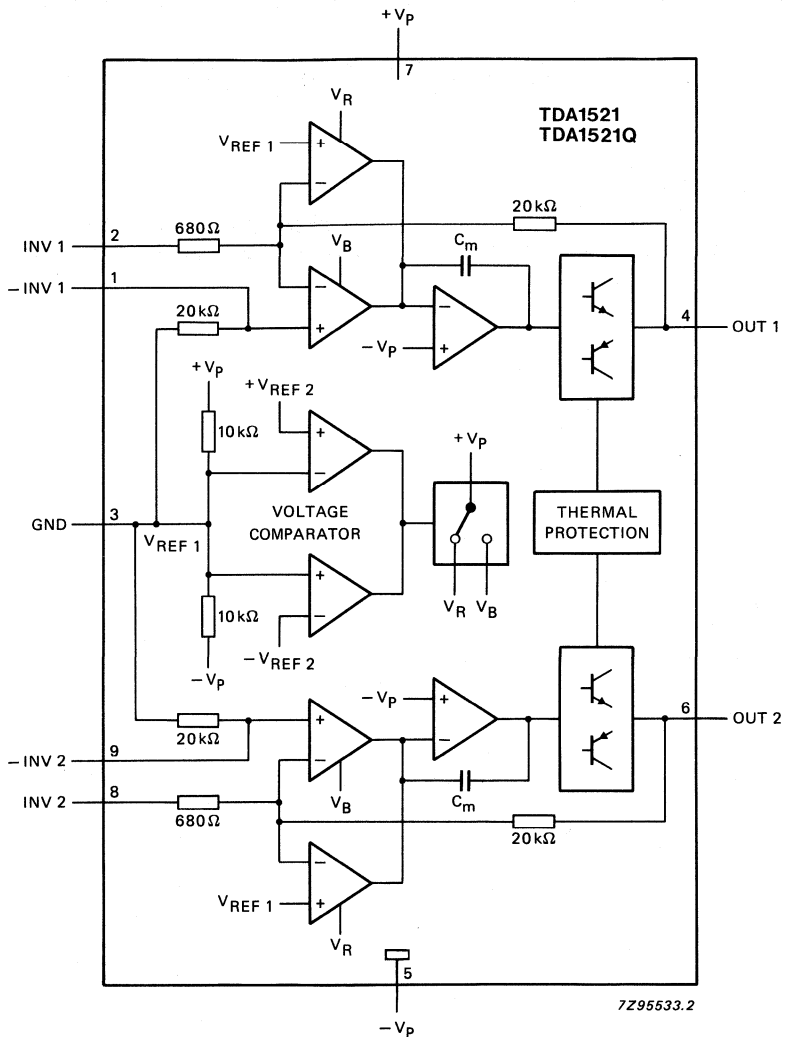 +VP
7
TDA1521
TDA1521Q
VR
VREF 1
+
−
20kΩ
680Ω
2
INV 1
VB
Cm
1
−INV 1
−
−
20kΩ
+
4
OUT 1
−VP
+
+VP
+VREF 2
+
10kΩ
−
+VP
VOLTAGE
COMPARATOR
THERMAL
PROTECTION
3
GND
VREF 1
+
VR
VB
10kΩ
−
−VREF 2
−VP
−VP
+
6
OUT 2
+
−
20kΩ
9
−INV 2
−
8
INV 2
VB
Cm
680Ω
20kΩ
−
VREF 1
+
VR
5
7Z95533.2
−VP